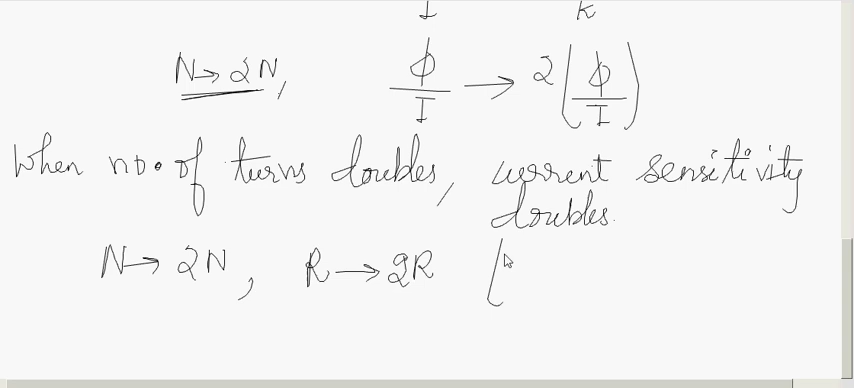 I K
N→2N, ϕ/I → 2(ϕ/I)
When no. of turns doubles, current sensitivity
doubles.
N→2N, R→2R [